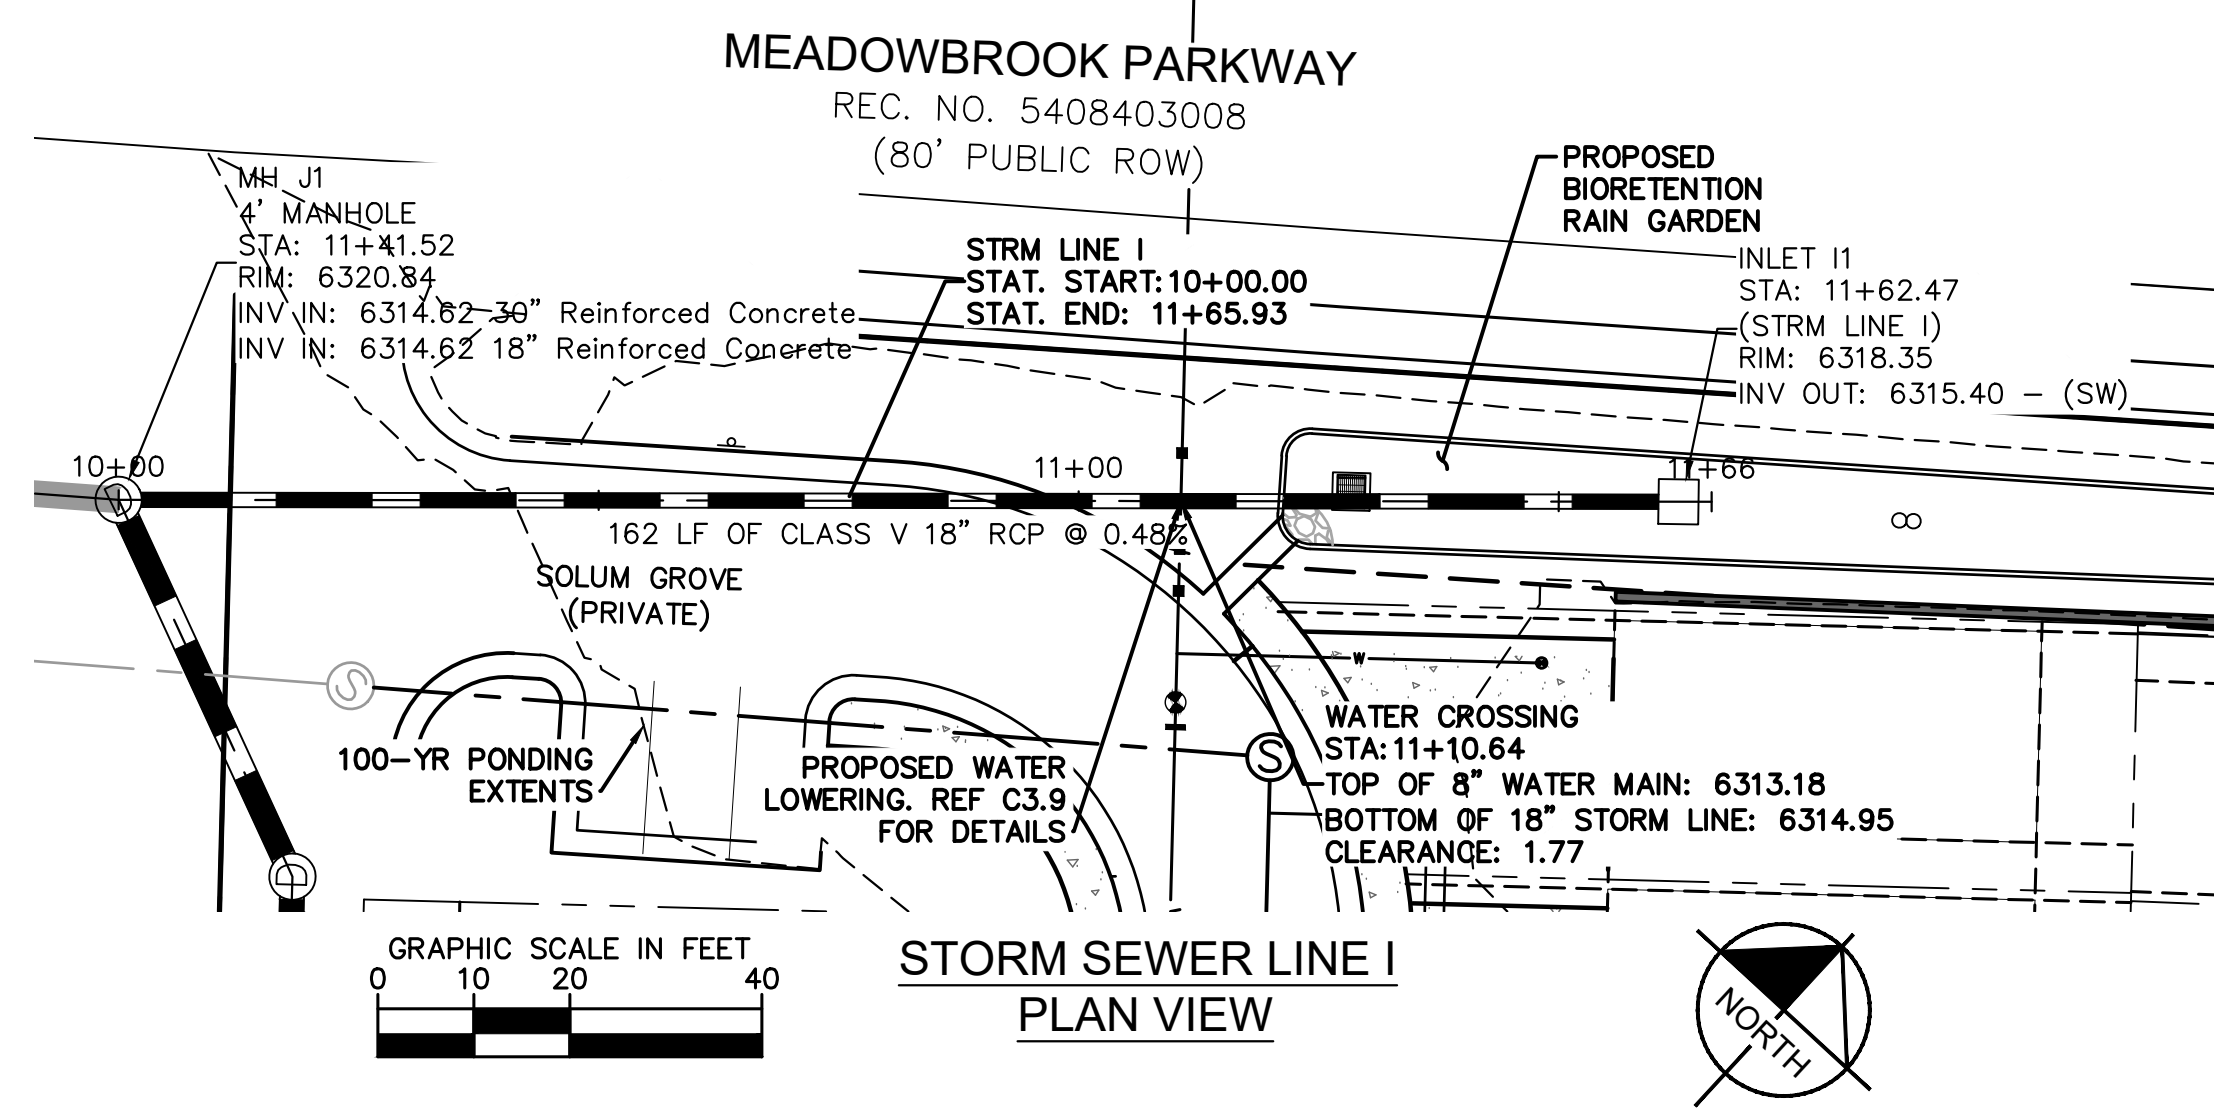 MEADOWBROOK PARKWAY
REC. NO. 5408403008
(80' PUBLIC ROW)
MH J1
4' MANHOLE
STA: 11+41.52
RIM: 6320.84
INV IN: 6314.62 30" Reinforced Concrete
INV IN: 6314.62 18" Reinforced Concrete
STRM LINE I
STAT. START:10+00.00
STAT. END: 11+65.93
PROPOSED
BIORETENTION
RAIN GARDEN
INLET I1
STA: 11+62.47
(STRM LINE I)
RIM: 6318.35
INV OUT: 6315.40 - (SW)
10+00
11+00
11+66
D
162 LF OF CLASS V 18" RCP @ 0.48%
SOLUM GROVE
(PRIVATE)
W
S
S
D
100-YR PONDING
EXTENTS
PROPOSED WATER
LOWERING. REF C3.9
FOR DETAILS
WATER CROSSING
STA:11+10.64
TOP OF 8" WATER MAIN: 6313.18
BOTTOM OF 18" STORM LINE: 6314.95
CLEARANCE: 1.77
GRAPHIC SCALE IN FEET
0 10 20 40
STORM SEWER LINE I
PLAN VIEW
NORTH